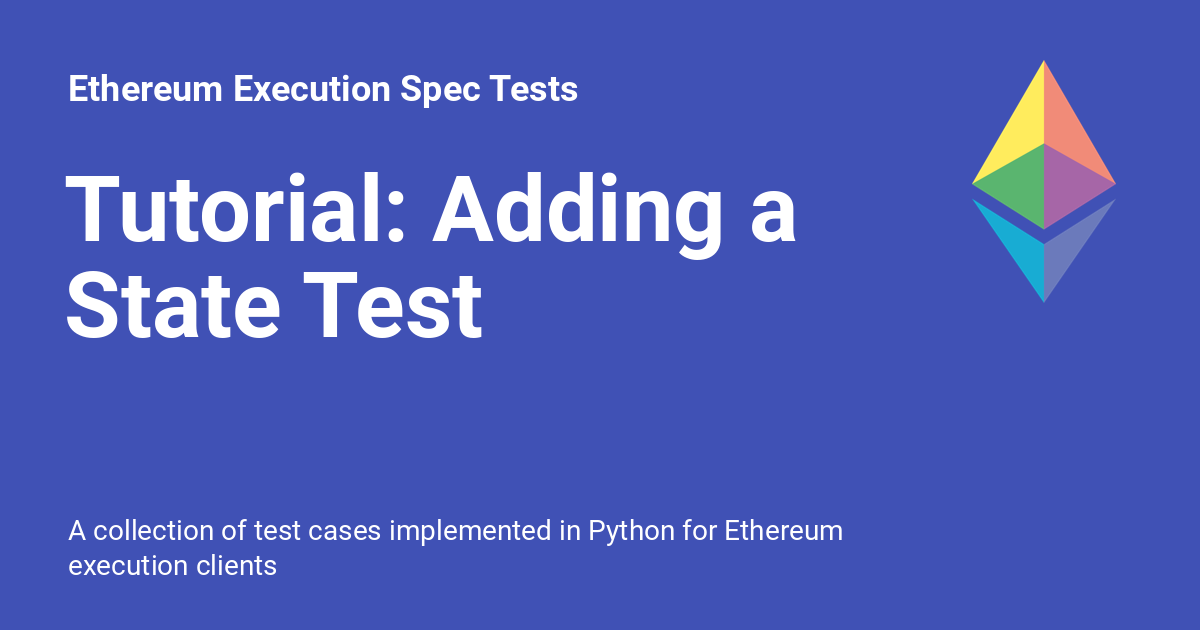 Ethereum Execution Spec Tests
Tutorial: Adding a
State Test
A collection of test cases implemented in Python for Ethereum
execution clients